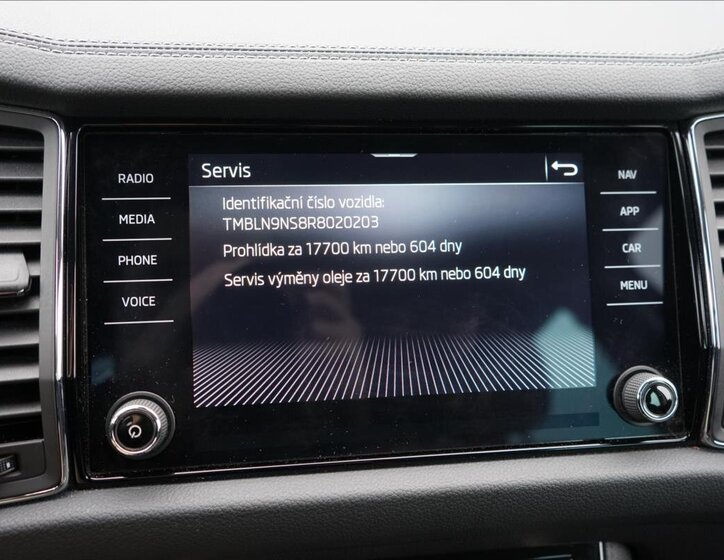 RADIO
MEDIA
PHONE
VOICE
Servis
Identifikační číslo vozidla:
TMBLN9NS8R8020203
Prohlídka za 17700 km nebo 604 dny
Servis výměny oleje za 17700 km nebo 604 dny
NAV
APP
CAR
MENU